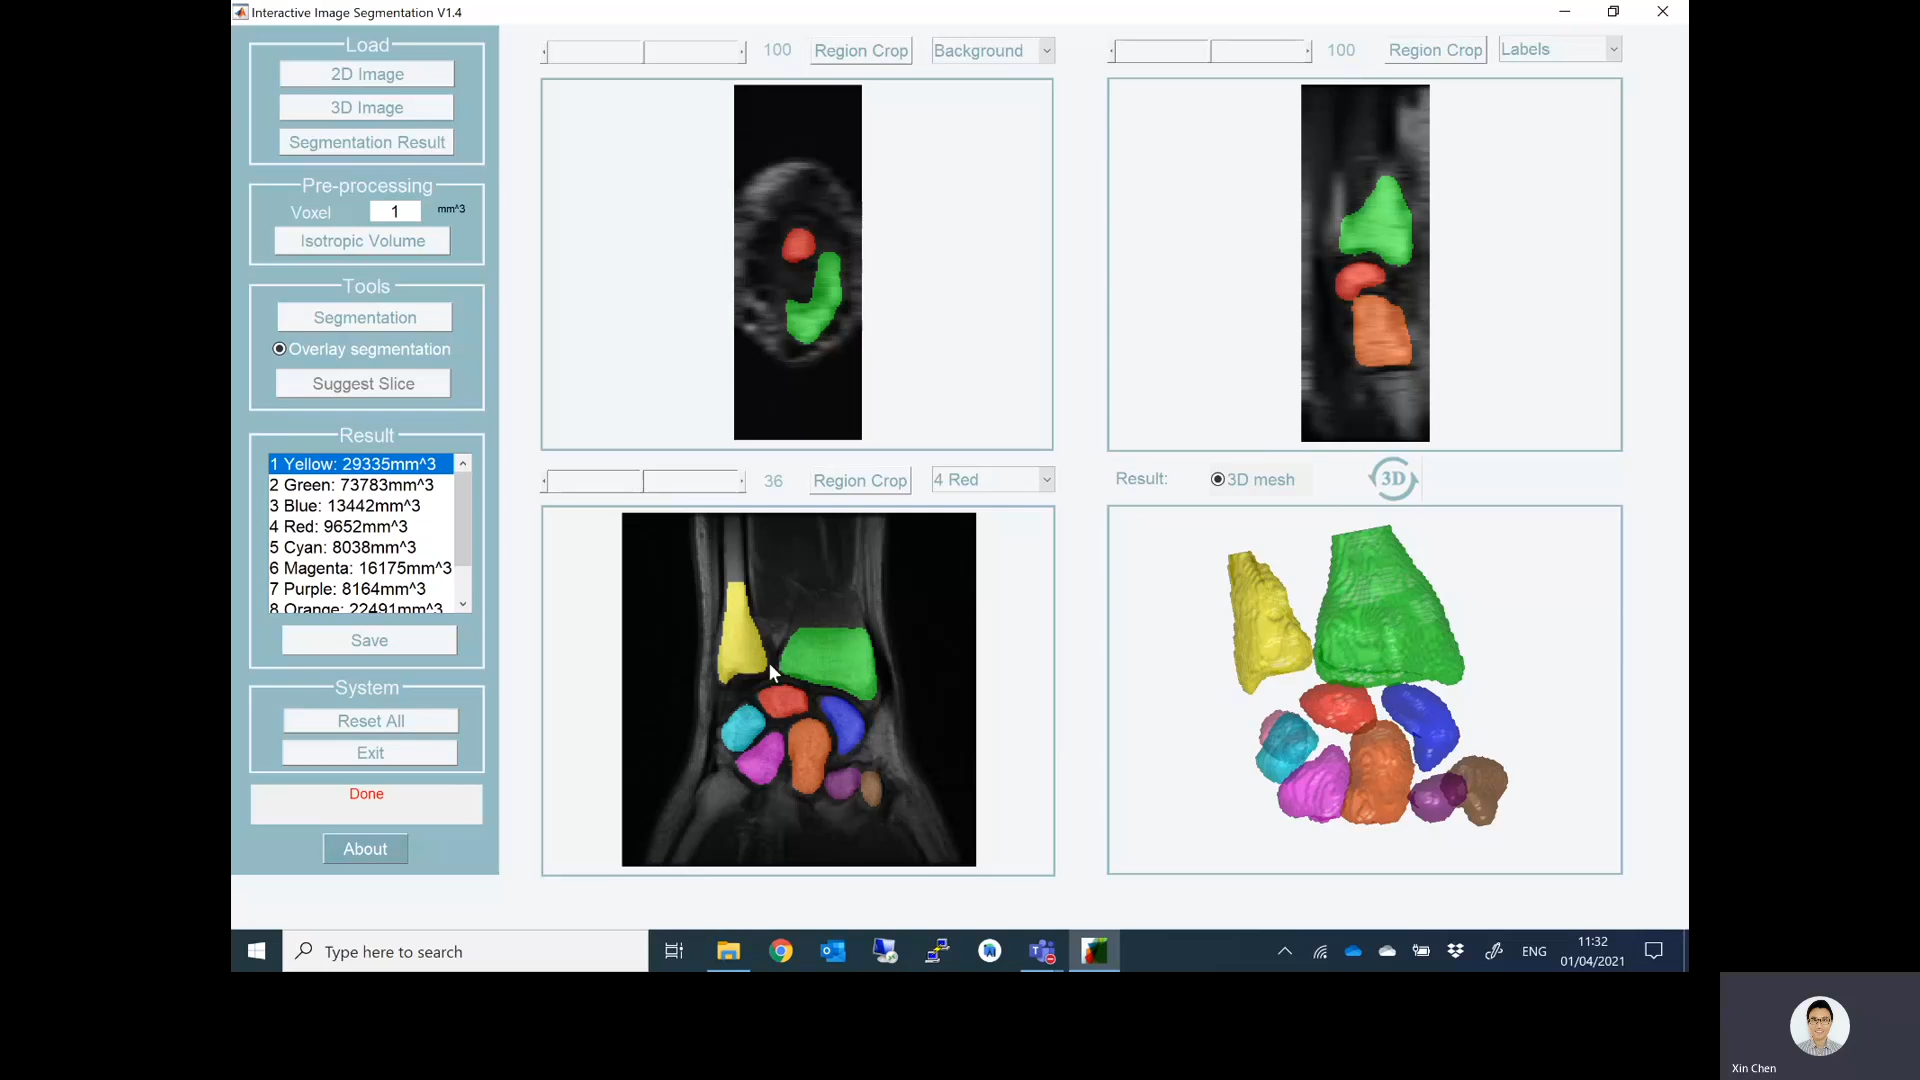 Interactive Image Segmentation V1.4
Load
2D Image
3D Image
Segmentation Result
Pre-processing
Voxel 1 mm^3
Isotropic Volume
Tools
Segmentation
Overlay segmentation
Suggest Slice
Result
1 Yellow: 29335mm^3
2 Green: 73783mm^3
3 Blue: 13442mm^3
4 Red: 9652mm^3
5 Cyan: 8038mm^3
6 Magenta: 16175mm^3
7 Purple: 8164mm^3
8 Orange: 22491mm^3
Save
System
Reset All
Exit
Done
About
100 Region Crop Background
100 Region Crop Labels
36 Region Crop 4 Red
Result: 3D mesh 3D
Type here to search
ENG
11:32
01/04/2021
Xin Chen